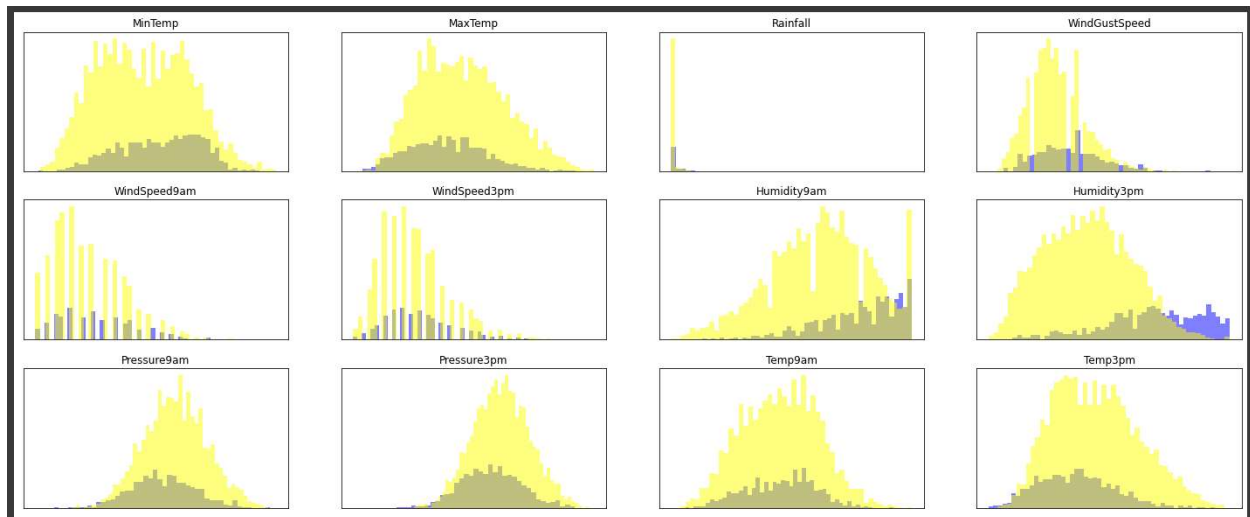 MinTemp
MaxTemp
Rainfall
WindGustSpeed
WindSpeed9am
WindSpeed3pm
Humidity9am
Humidity3pm
Pressure9am
Pressure3pm
Temp9am
Temp3pm